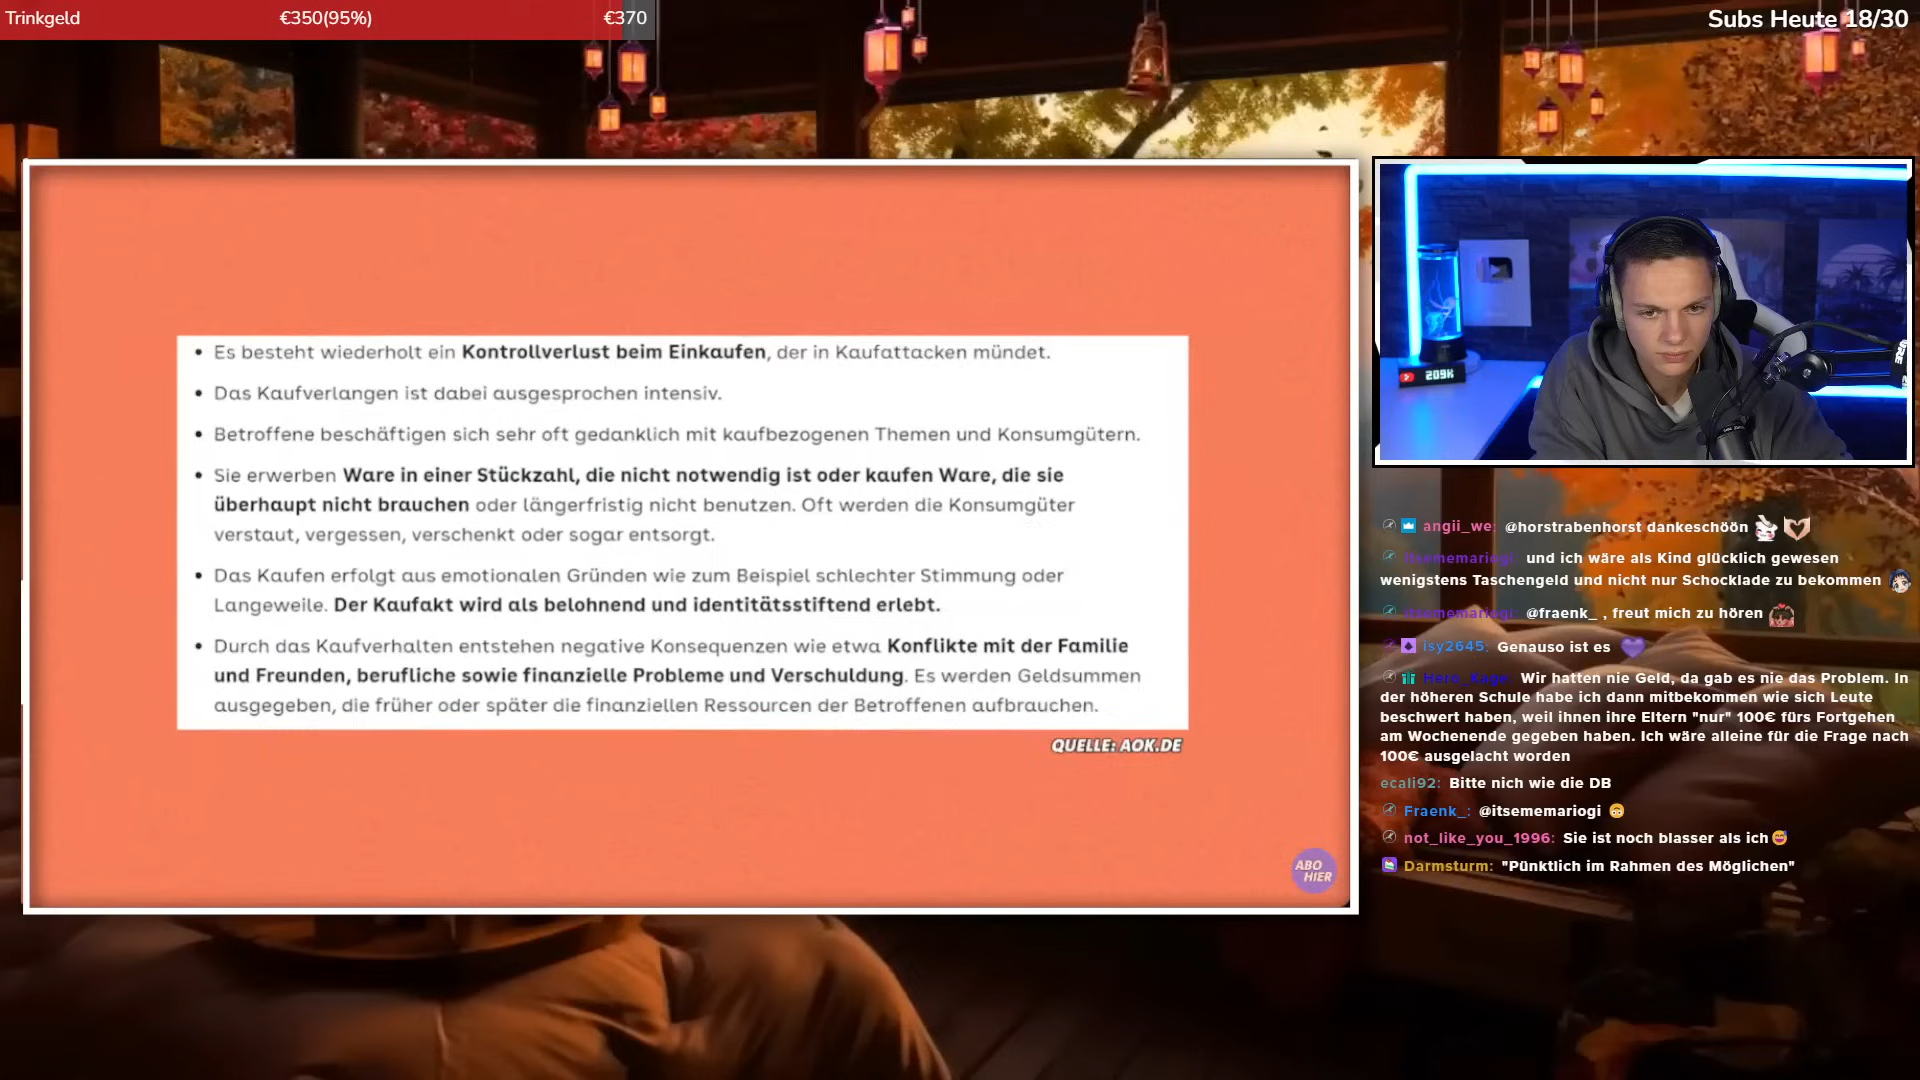 Trinkgeld €350(95%) €370
Subs Heute 18/30
• Es besteht wiederholt ein Kontrollverlust beim Einkaufen, der in Kaufattacken mündet.
• Das Kaufverlangen ist dabei ausgesprochen intensiv.
• Betroffene beschäftigen sich sehr oft gedanklich mit kaufbezogenen Themen und Konsumgütern.
• Sie erwerben Ware in einer Stückzahl, die nicht notwendig ist oder kaufen Ware, die sie
überhaupt nicht brauchen oder längerfristig nicht benutzen. Oft werden die Konsumgüter
verstaut, vergessen, verschenkt oder sogar entsorgt.
• Das Kaufen erfolgt aus emotionalen Gründen wie zum Beispiel schlechter Stimmung oder
Langeweile. Der Kaufakt wird als belohnend und identitätsstiftend erlebt.
• Durch das Kaufverhalten entstehen negative Konsequenzen wie etwa Konflikte mit der Familie
und Freunden, berufliche sowie finanzielle Probleme und Verschuldung. Es werden Geldsummen
ausgegeben, die früher oder später die finanziellen Ressourcen der Betroffenen aufbrauchen.
QUELLE: AOK.DE
ABO
HIER
209K
angii_we: @horstrabenhorst dankeschöön
itsememariogi: und ich wäre als Kind glücklich gewesen
wenigstens Taschengeld und nicht nur Schocklade zu bekommen
itsememariogi: @fraenk_ , freut mich zu hören
isy2645: Genauso ist es
Hero_Kage: Wir hatten nie Geld, da gab es nie das Problem. In
der höheren Schule habe ich dann mitbekommen wie sich Leute
beschwert haben, weil ihnen ihre Eltern "nur" 100€ fürs Fortgehen
am Wochenende gegeben haben. Ich wäre alleine für die Frage nach
100€ ausgelacht worden
ecali92: Bitte nich wie die DB
Fraenk_: @itsememariogi
not_like_you_1996: Sie ist noch blasser als ich
Darmsturm: "Pünktlich im Rahmen des Möglichen"